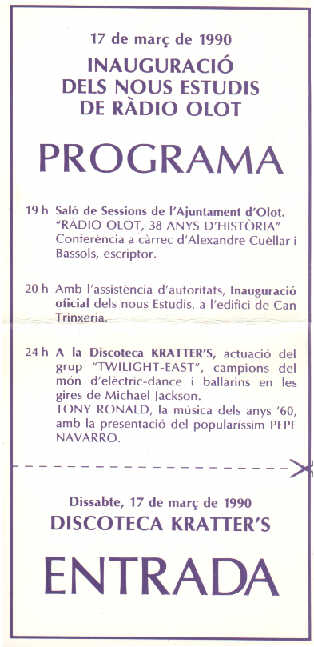 17 de març de 1990
INAUGURACIÓ
DELS NOUS ESTUDIS
DE RÀDIO OLOT
PROGRAMA
19 h Saló de Sessions de l'Ajuntament d'Olot.
"RADIO OLOT, 38 ANYS D'HISTÒRIA"
Conferència a càrrec d'Alexandre Cuéllar i
Bassols, escriptor.
20 h Amb l'assistència d'autoritats, Inauguració
oficial dels nous Estudis, a l'edifici de Can
Trinxeria.
24 h A la Discoteca KRATTER'S, actuació del
grup "TWILIGHT-EAST", campions del
món d'elèctric-dance i ballarins en les
gires de Michael Jackson.
TONY RONALD, la música dels anys '60,
amb la presentació del popularíssim PEPE
NAVARRO.
Dissabte, 17 de març de 1990
DISCOTECA KRATTER'S
ENTRADA